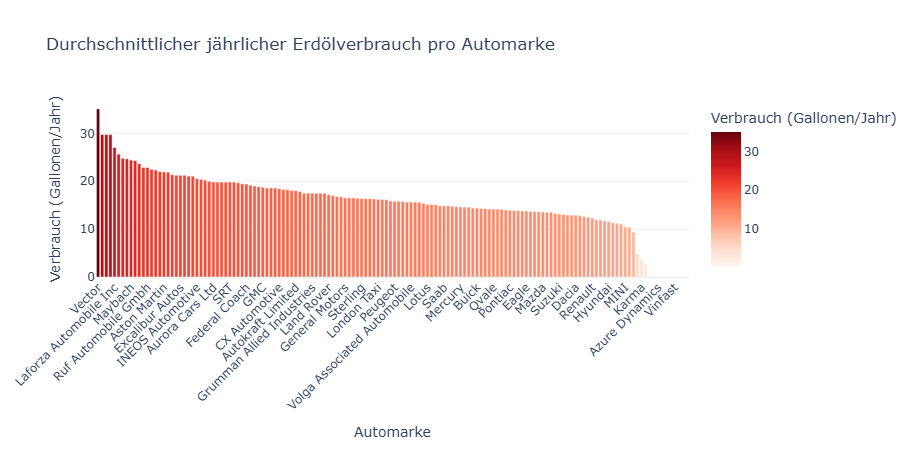 Durchschnittlicher jährlicher Erdölverbrauch pro Automarke
Verbrauch (Gallonen/Jahr)
30
20
10
0
Vector
Laforza Automobile Inc
Maybach
Ruf Automobile Gmbh
Aston Martin
Excalibur Autos
INEOS Automotive
Aurora Cars Ltd
SRT
Federal Coach
GMC
CX Automotive
Autokraft Limited
Grumman Allied Industries
Land Rover
General Motors
Sterling
London Taxi
Peugeot
Volga Associated Automobile
Lotus
Saab
Mercury
Buick
Qvale
Pontiac
Eagle
Mazda
Suzuki
Dacia
Renault
Hyundai
MINI
Karma
Azure Dynamics
Vinfast
Automarke
Verbrauch (Gallonen/Jahr)
30
20
10